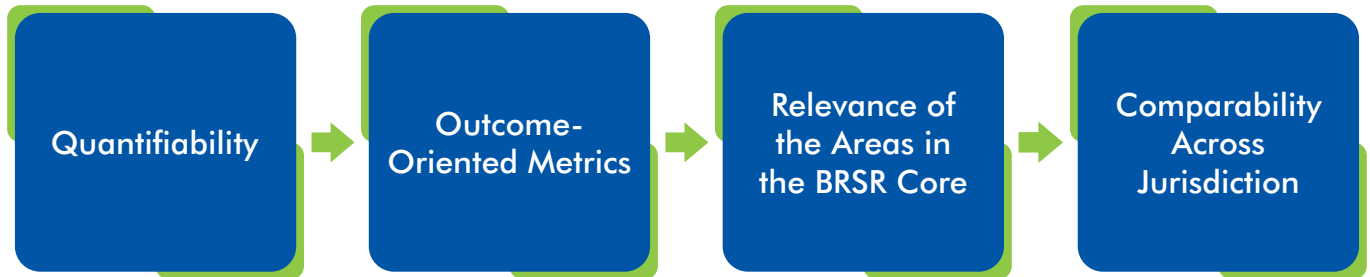 Quantifiability
Outcome-
Oriented Metrics
Relevance of
the Areas in
the BRSR Core
Comparability
Across
Jurisdiction